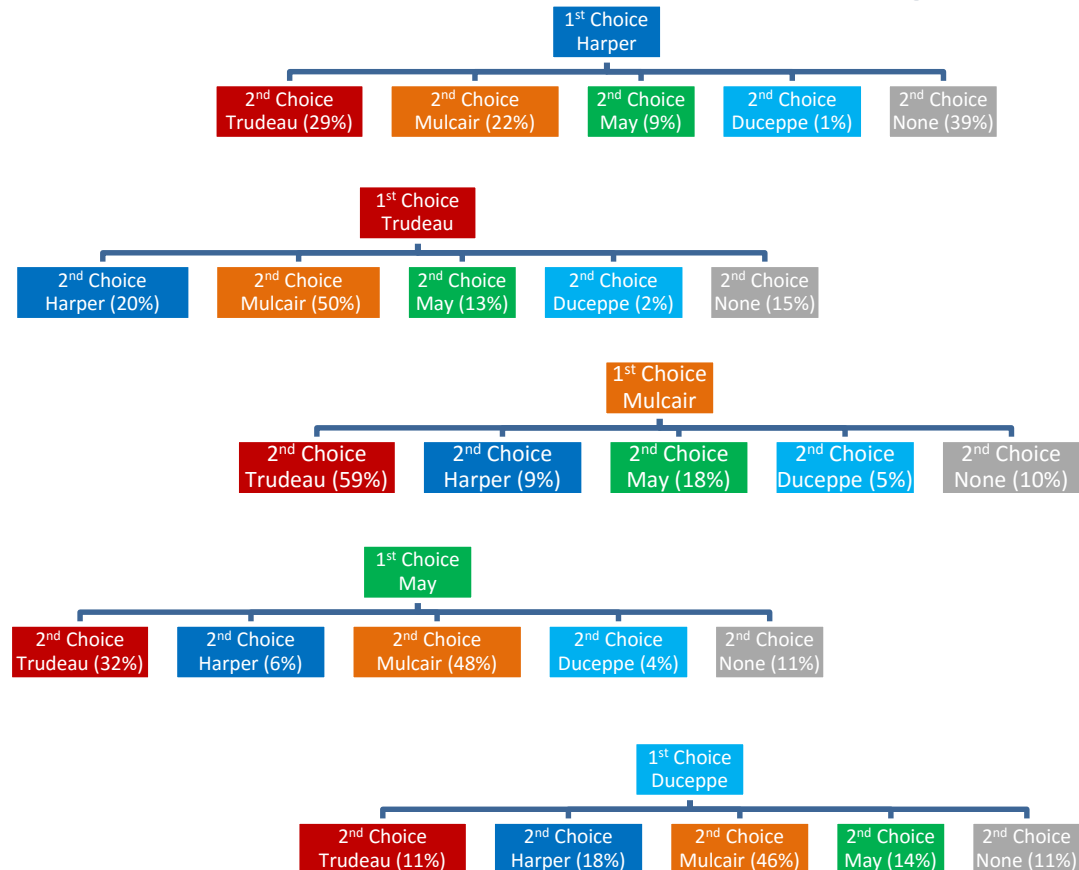 1st Choice
Harper
2nd Choice
Trudeau (29%)
2nd Choice
Mulcair (22%)
2nd Choice
May (9%)
2nd Choice
Duceppe (1%)
2nd Choice
None (39%)
1st Choice
Trudeau
2nd Choice
Harper (20%)
2nd Choice
Mulcair (50%)
2nd Choice
May (13%)
2nd Choice
Duceppe (2%)
2nd Choice
None (15%)
1st Choice
Mulcair
2nd Choice
Trudeau (59%)
2nd Choice
Harper (9%)
2nd Choice
May (18%)
2nd Choice
Duceppe (5%)
2nd Choice
None (10%)
1st Choice
May
2nd Choice
Trudeau (32%)
2nd Choice
Harper (6%)
2nd Choice
Mulcair (48%)
2nd Choice
Duceppe (4%)
2nd Choice
None (11%)
1st Choice
Duceppe
2nd Choice
Trudeau (11%)
2nd Choice
Harper (18%)
2nd Choice
Mulcair (46%)
2nd Choice
May (14%)
2nd Choice
None (11%)